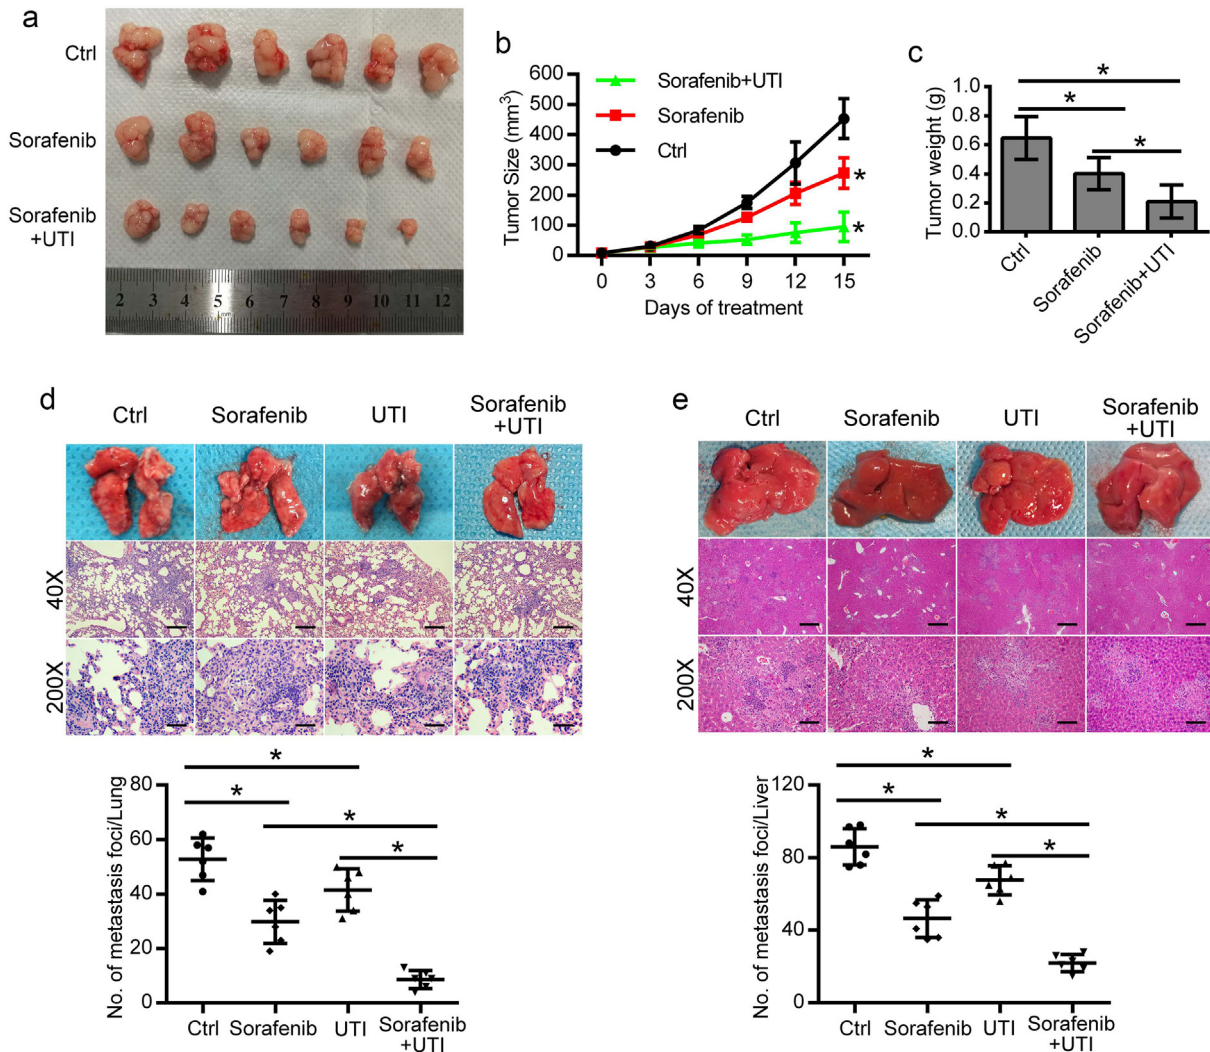 a
Ctrl
Sorafenib
Sorafenib
+UTI
2 3 4 5 6 7 8 9 10 11 12
mm
b
600
500
400
300
200
100
0
Tumor Size (mm³)
Sorafenib+UTI
Sorafenib
Ctrl
*
*
0 3 6 9 12 15
Days of treatment
c
*
*
*
1.0
0.8
0.6
0.4
0.2
0.0
Tumor weight (g)
Ctrl
Sorafenib
Sorafenib+UTI
d
Ctrl Sorafenib UTI Sorafenib
+UTI
40X
200X
*
*
*
*
80
60
40
20
0
No. of metastasis foci/Lung
Ctrl Sorafenib UTI Sorafenib
+UTI
e
Ctrl Sorafenib UTI Sorafenib
+UTI
40X
200X
*
*
*
*
120
80
40
0
No. of metastasis foci/Liver
Ctrl Sorafenib UTI Sorafenib
+UTI